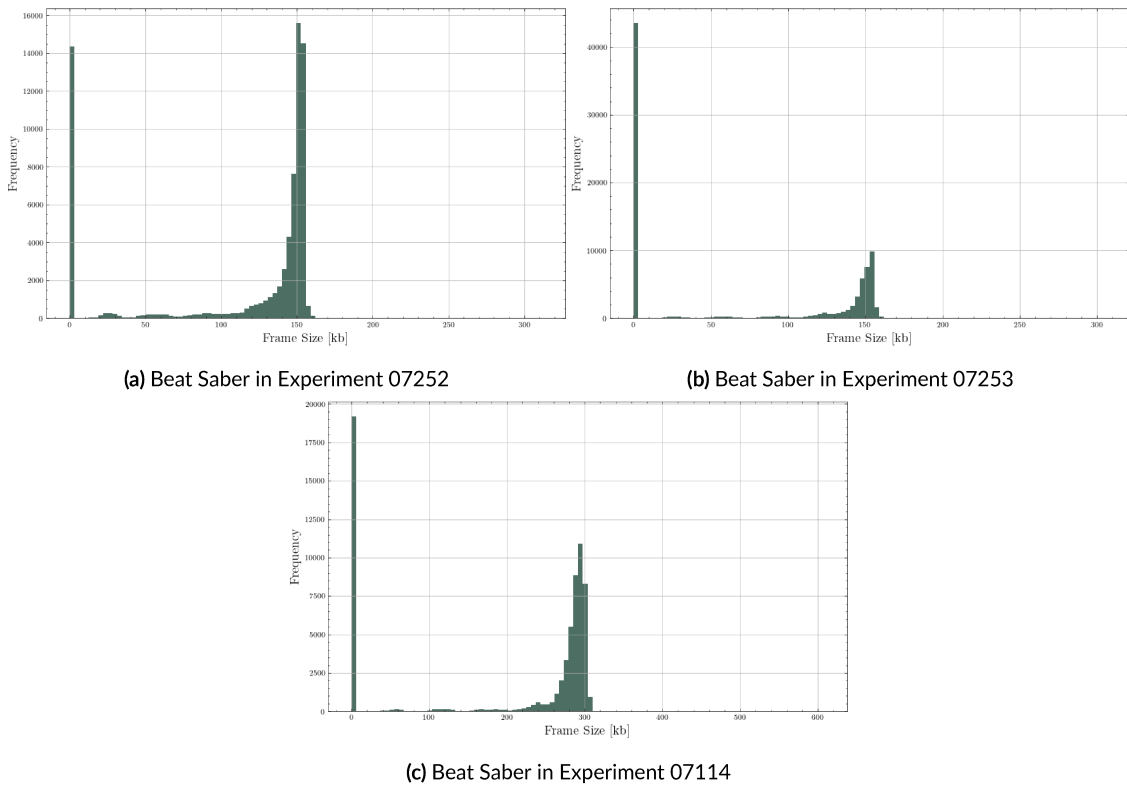 16000
14000
12000
10000
8000
6000
4000
2000
0
Frequency
0 50 100 150 200 250 300
Frame Size [kb]
(a) Beat Saber in Experiment 07252
40000
30000
20000
10000
0
Frequency
0 50 100 150 200 250 300
Frame Size [kb]
(b) Beat Saber in Experiment 07253
20000
17500
15000
12500
10000
7500
5000
2500
0
Frequency
0 100 200 300 400 500 600
Frame Size [kb]
(c) Beat Saber in Experiment 07114